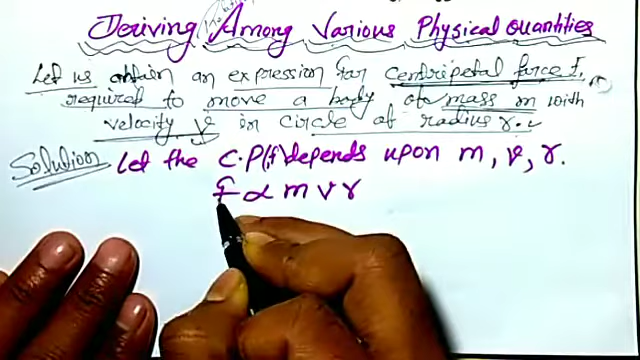 Deriving Among Various Physical Quantities
Let us obtain an expression for centripetal force F,
required to move a body of mass m with
velocity v in circle of radius r.
Solution Let the C.P(f) depends upon m, v, r.
F ∝ m v r